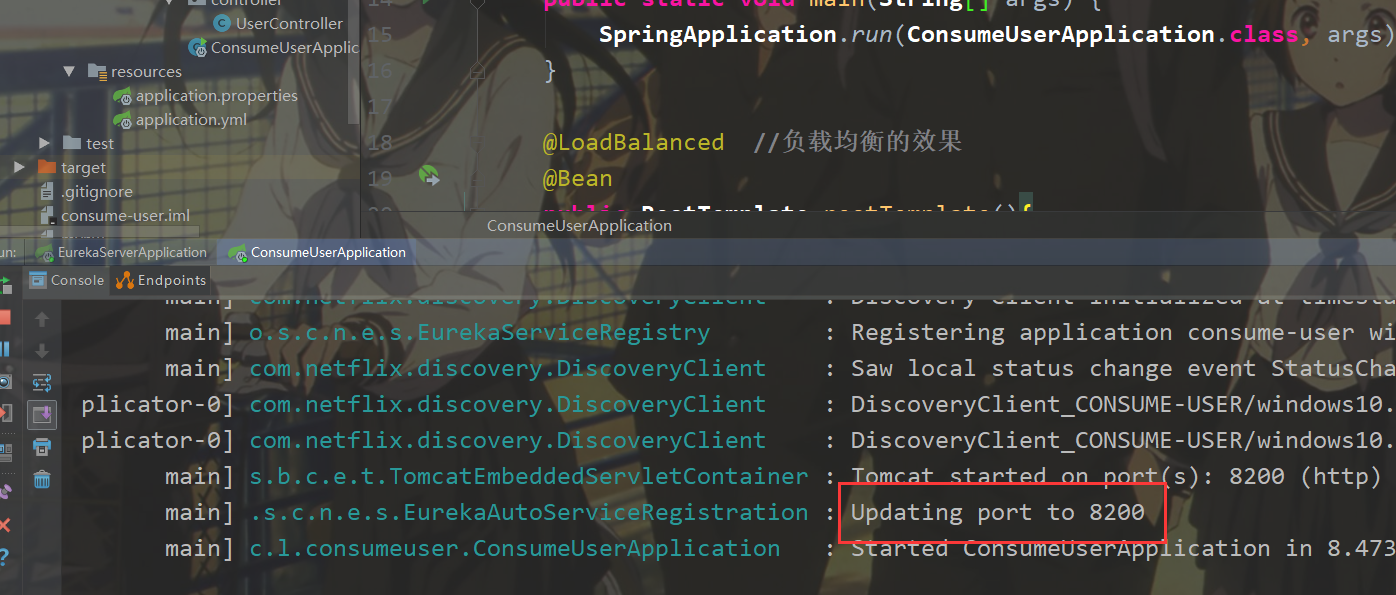 controller
UserController
ConsumeUserApplic
resources
application.properties
application.yml
test
target
.gitignore
consume-user.iml
14 public static void main(String[] args) {
15 SpringApplication.run(ConsumeUserApplication.class, args)
16 }
17
18 @LoadBalanced //负载均衡的效果
19 @Bean
20 public RestTemplate restTemplate(){
ConsumeUserApplication
un: EurekaServerApplication ConsumeUserApplication
Console Endpoints
main] com.netflix.discovery.DiscoveryClient : Discovery Client initialized at timesta
main] o.s.c.n.e.s.EurekaServiceRegistry : Registering application consume-user wi
main] com.netflix.discovery.DiscoveryClient : Saw local status change event StatusCha
plicator-0] com.netflix.discovery.DiscoveryClient : DiscoveryClient_CONSUME-USER/windows10.
plicator-0] com.netflix.discovery.DiscoveryClient : DiscoveryClient_CONSUME-USER/windows10.
main] s.b.c.e.t.TomcatEmbeddedServletContainer : Tomcat started on port(s): 8200 (http)
main] .s.c.n.e.s.EurekaAutoServiceRegistration : Updating port to 8200
main] c.l.consumeuser.ConsumeUserApplication : Started ConsumeUserApplication in 8.473